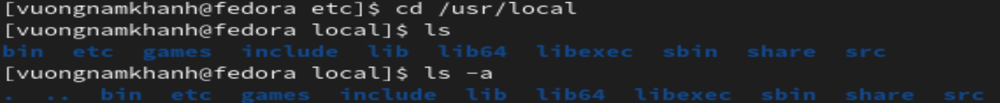 [vuongnamkhanh@fedora etc]$ cd /usr/local
[vuongnamkhanh@fedora local]$ ls
bin  etc  games  include  lib  lib64  libexec  sbin  share  src
[vuongnamkhanh@fedora local]$ ls -a
.  ..  bin  etc  games  include  lib  lib64  libexec  sbin  share  src